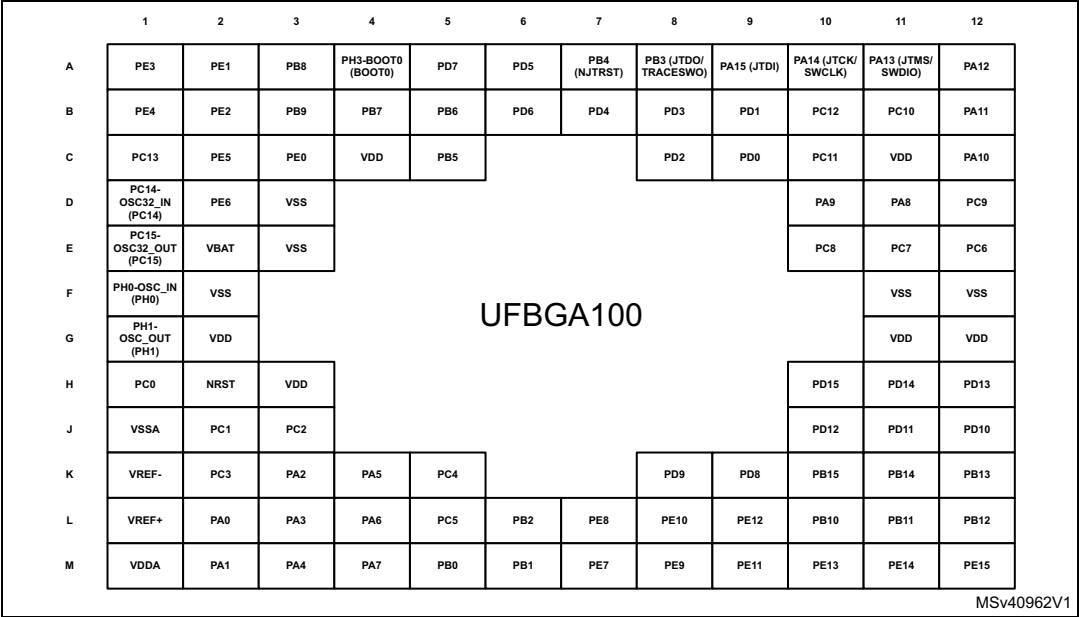 1 2 3 4 5 6 7 8 9 10 11 12
A PE3 PE1 PB8 PH3-BOOT0 (BOOT0) PD7 PD5 PB4 (NJTRST) PB3 (JTDO/ TRACESWO) PA15 (JTDI) PA14 (JTCK/ SWCLK) PA13 (JTMS/ SWDIO) PA12
B PE4 PE2 PB9 PB7 PB6 PD6 PD4 PD3 PD1 PC12 PC10 PA11
C PC13 PE5 PE0 VDD PB5 PD2 PD0 PC11 VDD PA10
D PC14- OSC32_IN (PC14) PE6 VSS PA9 PA8 PC9
E PC15- OSC32_OUT (PC15) VBAT VSS PC8 PC7 PC6
F PH0-OSC_IN (PH0) VSS VSS VSS
UFBGA100
G PH1- OSC_OUT (PH1) VDD VDD VDD
H PC0 NRST VDD PD15 PD14 PD13
J VSSA PC1 PC2 PD12 PD11 PD10
K VREF- PC3 PA2 PA5 PC4 PD9 PD8 PB15 PB14 PB13
L VREF+ PA0 PA3 PA6 PC5 PB2 PE8 PE10 PE12 PB10 PB11 PB12
M VDDA PA1 PA4 PA7 PB0 PB1 PE7 PE9 PE11 PE13 PE14 PE15
MSv40962V1